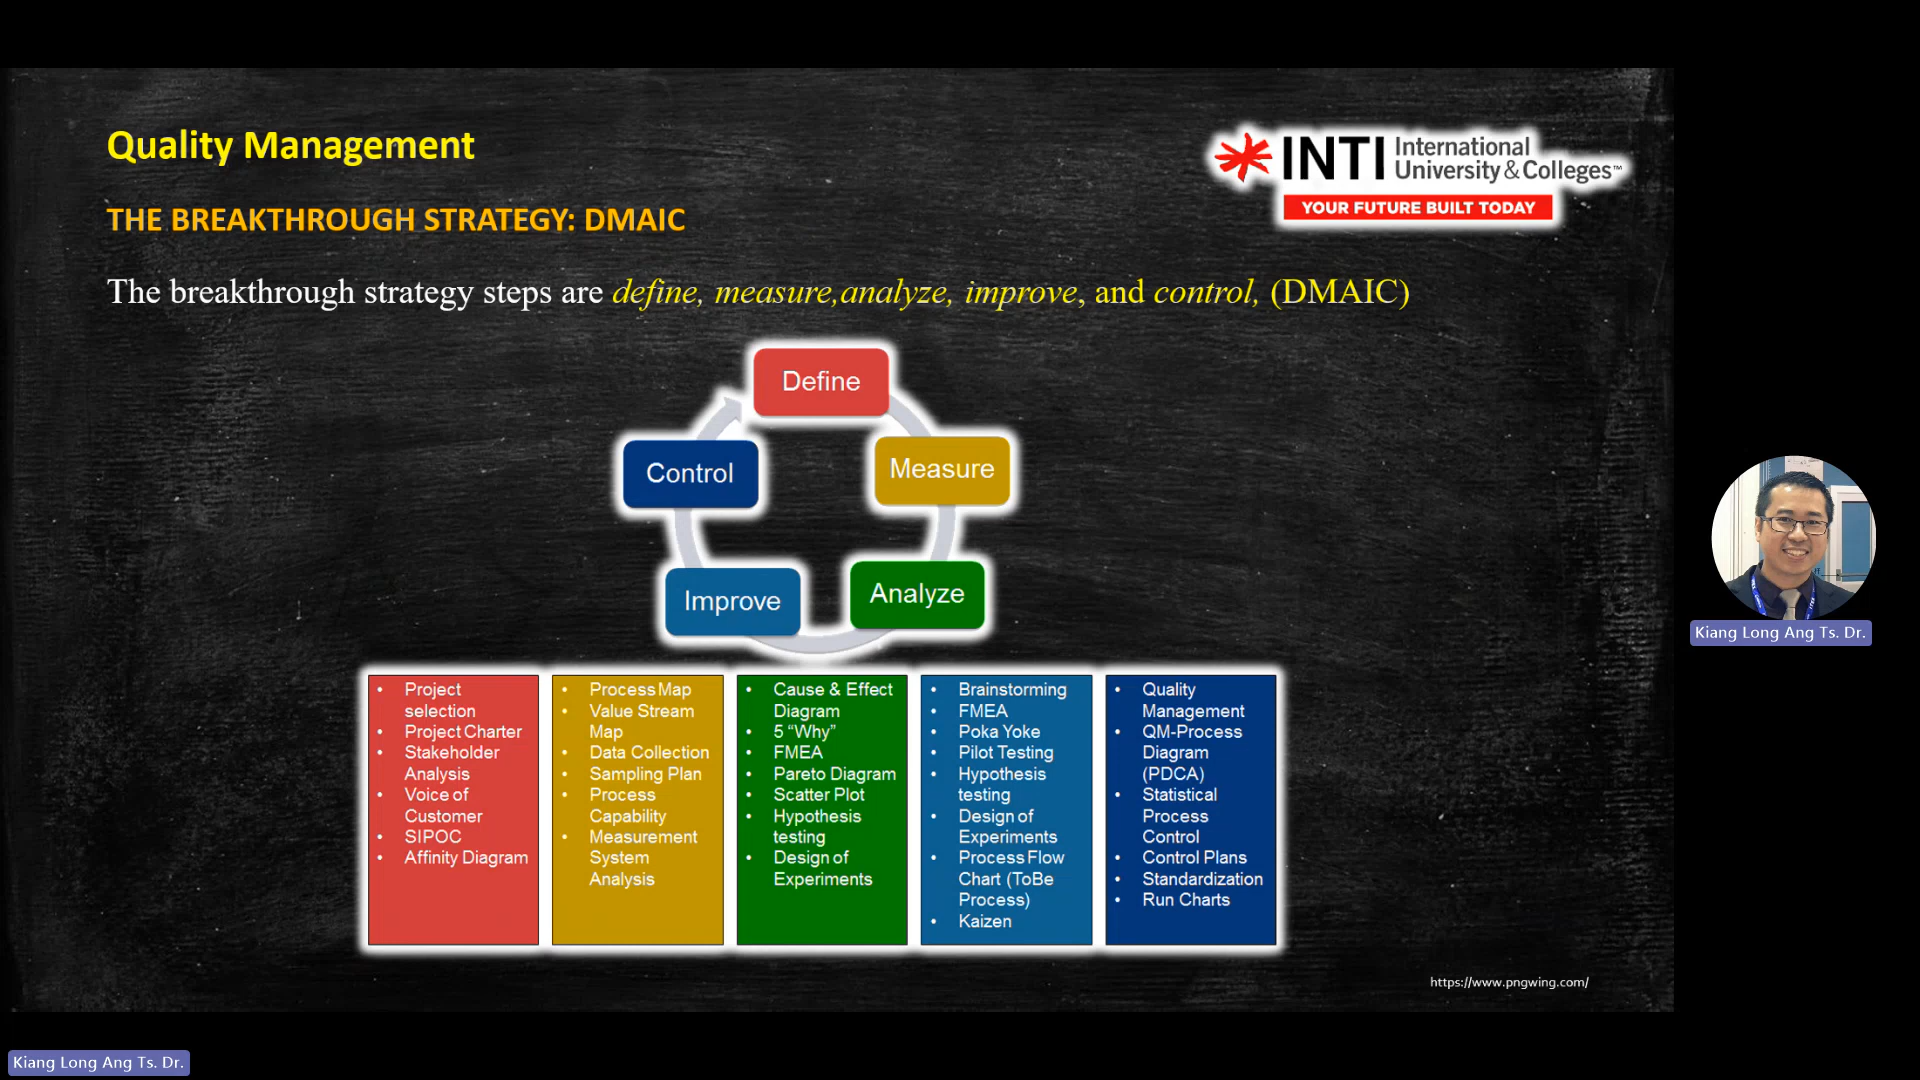 Quality Management
INTI International
University & Colleges™
YOUR FUTURE BUILT TODAY
THE BREAKTHROUGH STRATEGY: DMAIC
The breakthrough strategy steps are define, measure,analyze, improve, and control, (DMAIC)
Define
Measure
Analyze
Improve
Control
• Project
selection
• Project Charter
• Stakeholder
Analysis
• Voice of
Customer
• SIPOC
• Affinity Diagram
• Process Map
• Value Stream
Map
• Data Collection
• Sampling Plan
• Process
Capability
• Measurement
System
Analysis
• Cause & Effect
Diagram
• 5 “Why”
• FMEA
• Pareto Diagram
• Scatter Plot
• Hypothesis
testing
• Design of
Experiments
• Brainstorming
• FMEA
• Poka Yoke
• Pilot Testing
• Hypothesis
testing
• Design of
Experiments
• Process Flow
Chart (ToBe
Process)
• Kaizen
• Quality
Management
• QM-Process
Diagram
(PDCA)
• Statistical
Process
Control
• Control Plans
• Standardization
• Run Charts
https://www.pngwing.com/
Kiang Long Ang Ts. Dr.
Kiang Long Ang Ts. Dr.